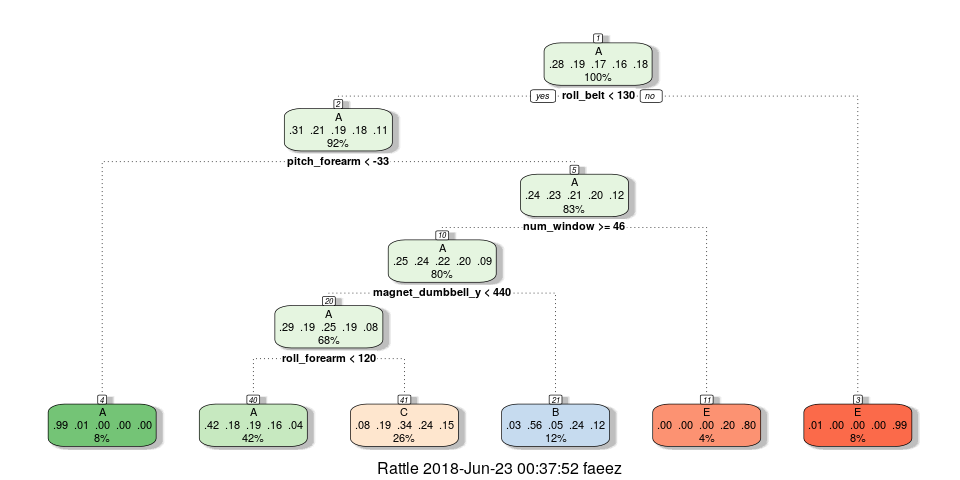 1
A
.28 .19 .17 .16 .18
100%
yes roll_belt < 130 no
2
A
.31 .21 .19 .18 .11
92%
pitch_forearm < -33
5
A
.24 .23 .21 .20 .12
83%
num_window >= 46
10
A
.25 .24 .22 .20 .09
80%
magnet_dumbbell_y < 440
20
A
.29 .19 .25 .19 .08
68%
roll_forearm < 120
4
A
.99 .01 .00 .00 .00
8%
40
A
.42 .18 .19 .16 .04
42%
41
C
.08 .19 .34 .24 .15
26%
21
B
.03 .56 .05 .24 .12
12%
11
E
.00 .00 .00 .20 .80
4%
3
E
.01 .00 .00 .00 .99
8%
Rattle 2018-Jun-23 00:37:52 faeez